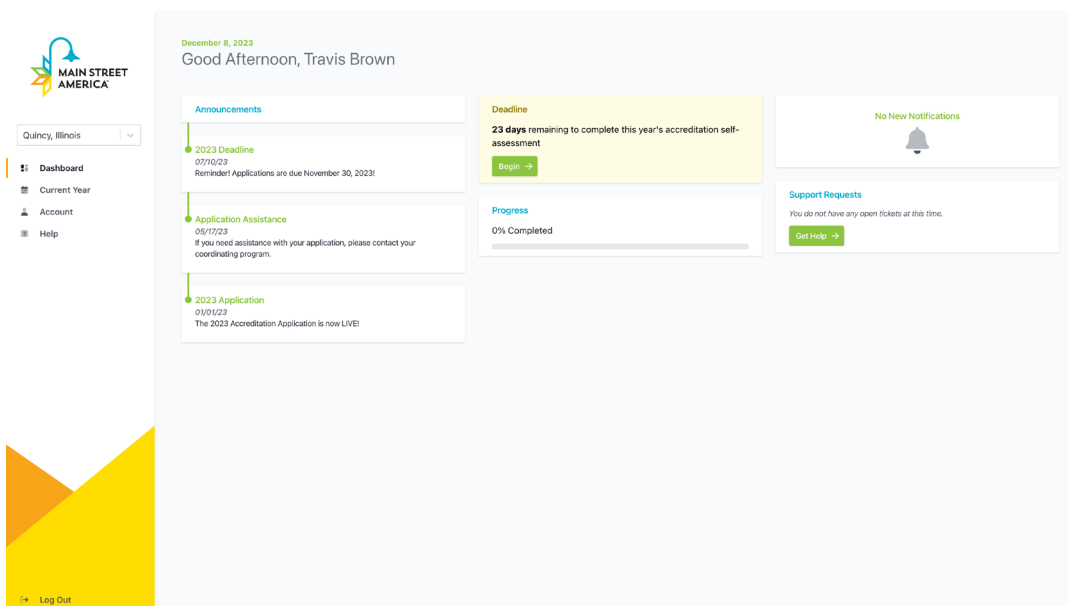 MAIN STREET
AMERICA
Quincy, Illinois
Dashboard
Current Year
Account
Help
Log Out
December 8, 2023
Good Afternoon, Travis Brown
Announcements
2023 Deadline
07/10/23
Reminder! Applications are due November 30, 2023!
Application Assistance
05/17/23
If you need assistance with your application, please contact your
coordinating program.
2023 Application
01/01/23
The 2023 Accreditation Application is now LIVE!
Deadline
23 days remaining to complete this year's accreditation self-
assessment
Begin →
Progress
0% Completed
No New Notifications
Support Requests
You do not have any open tickets at this time.
Get Help →